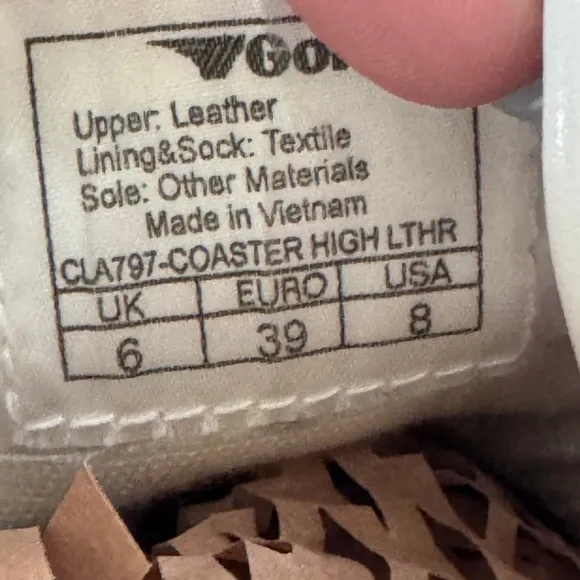 Upper: Leather
Lining&Sock: Textile
Sole: Other Materials
Made in Vietnam
CLA797-COASTER HIGH LTHR
UK EURO USA
6 39 8